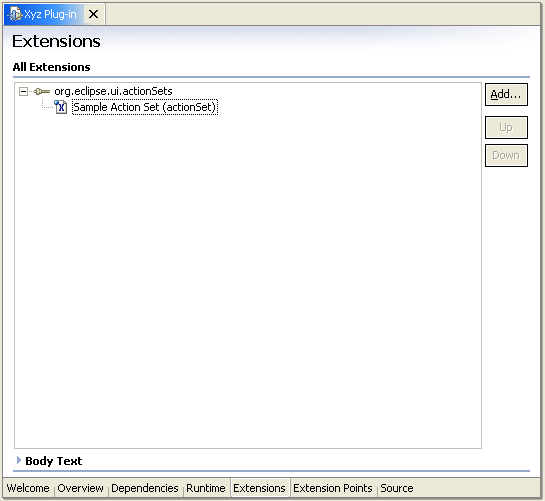 Xyz Plug-in
Extensions
All Extensions
org.eclipse.ui.actionSets
Sample Action Set (actionSet)
Add...
Up
Down
Body Text
Welcome Overview Dependencies Runtime Extensions Extension Points Source